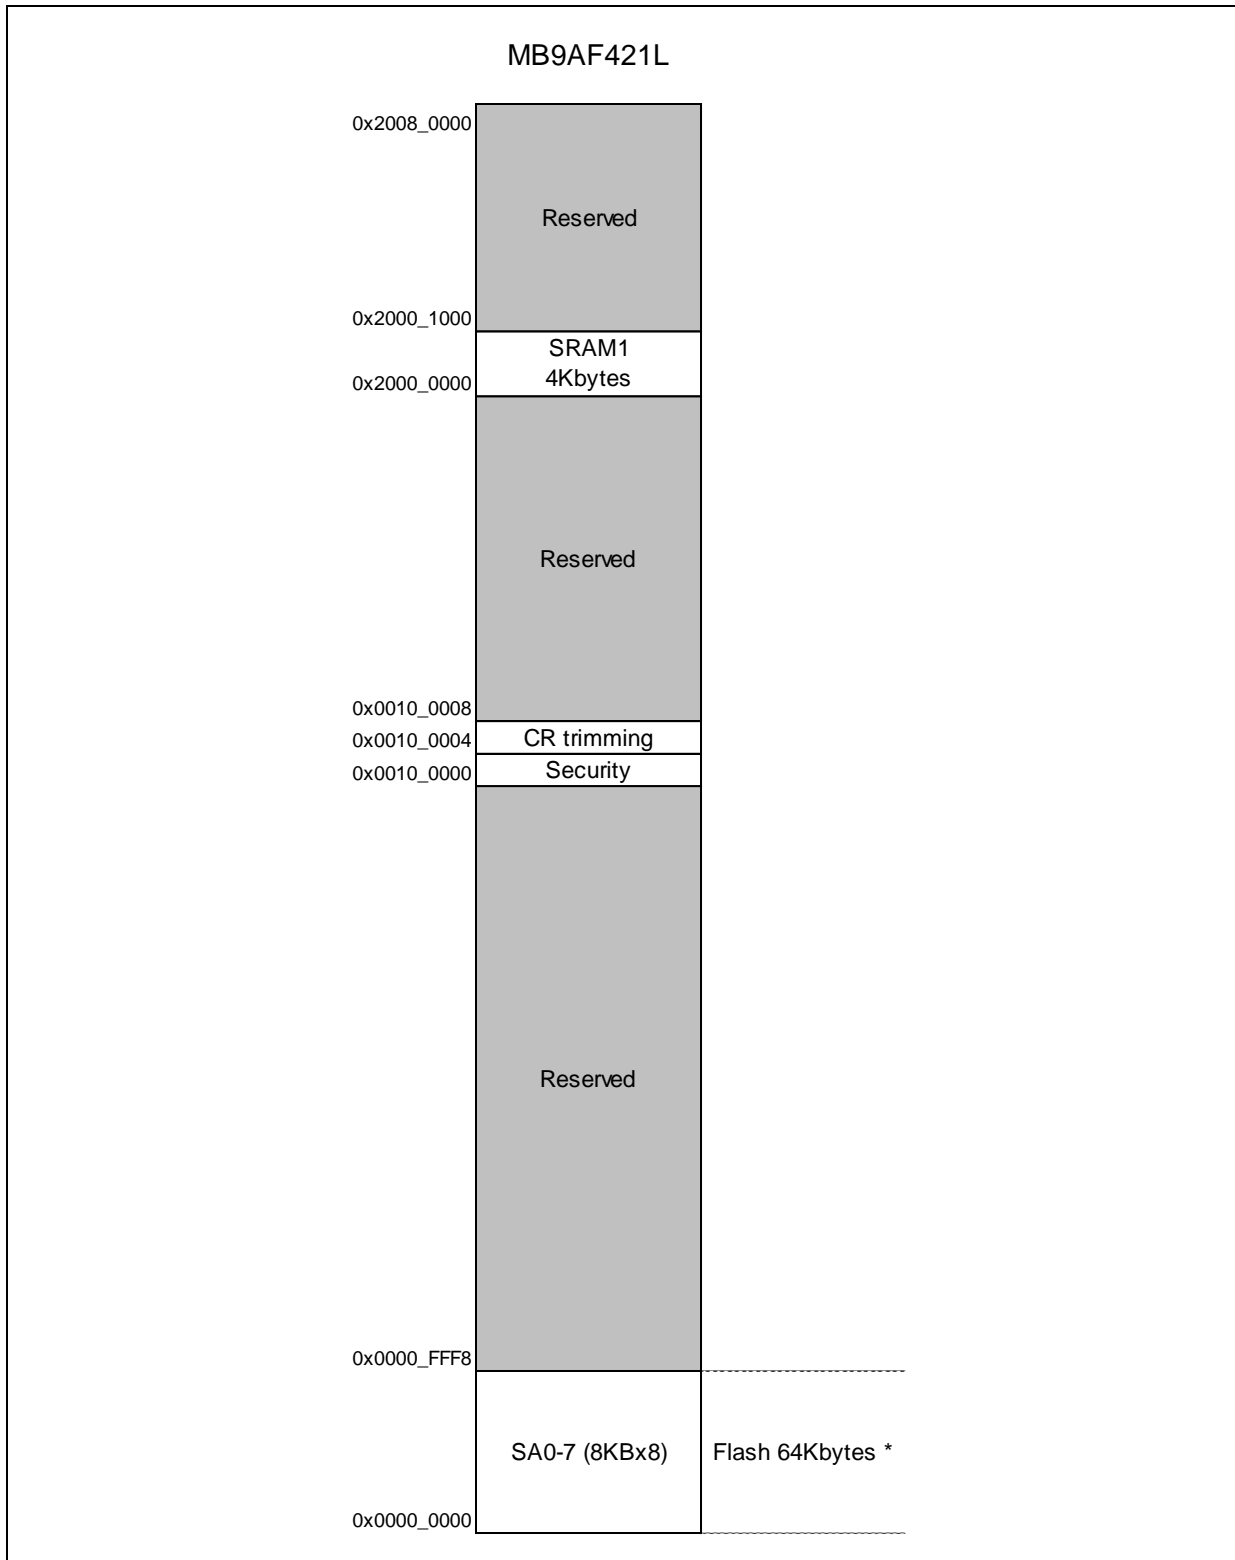 MB9AF421L
0x2008_0000
Reserved
0x2000_1000
SRAM1
4Kbytes
0x2000_0000
Reserved
0x0010_0008
0x0010_0004 CR trimming
0x0010_0000 Security
Reserved
0x0000_FFF8
SA0-7 (8KBx8) Flash 64Kbytes *
0x0000_0000